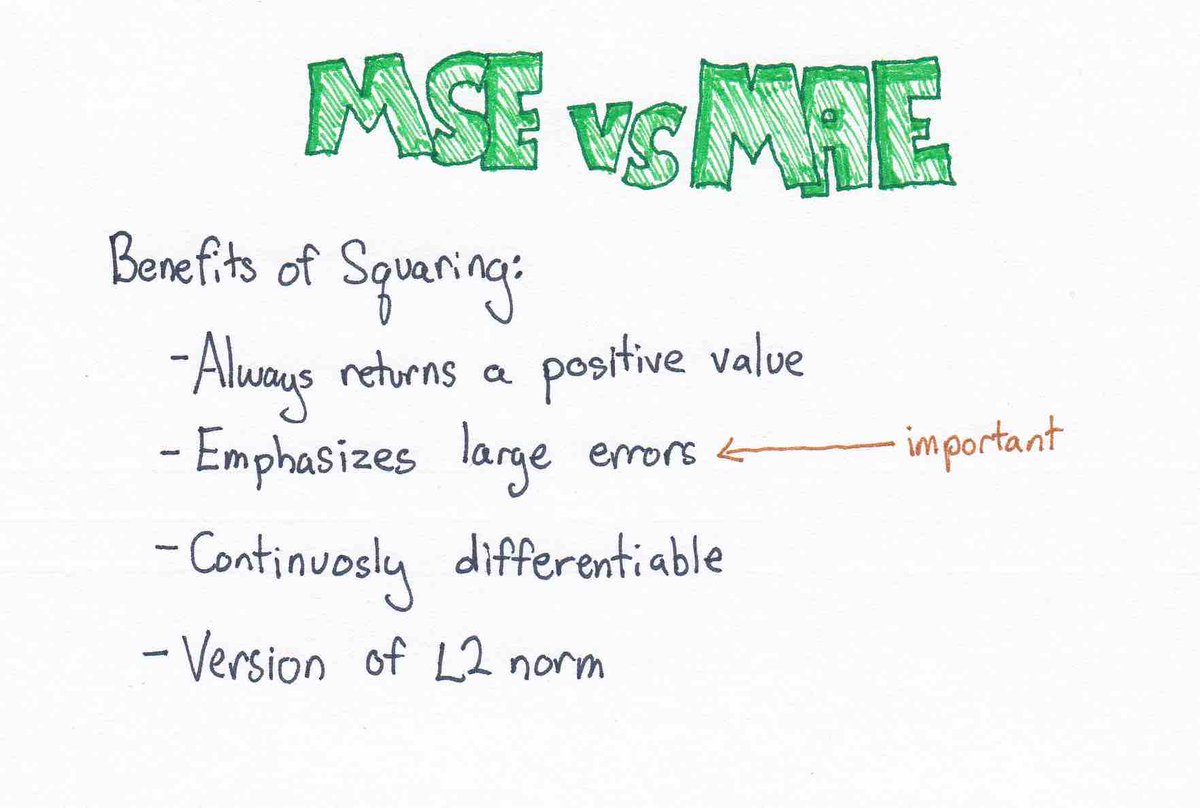 MSE vs MAE
Benefits of Squaring:
- Always returns a positive value
- Emphasizes large errors ← important
- Continuosly differentiable
- Version of L2 norm